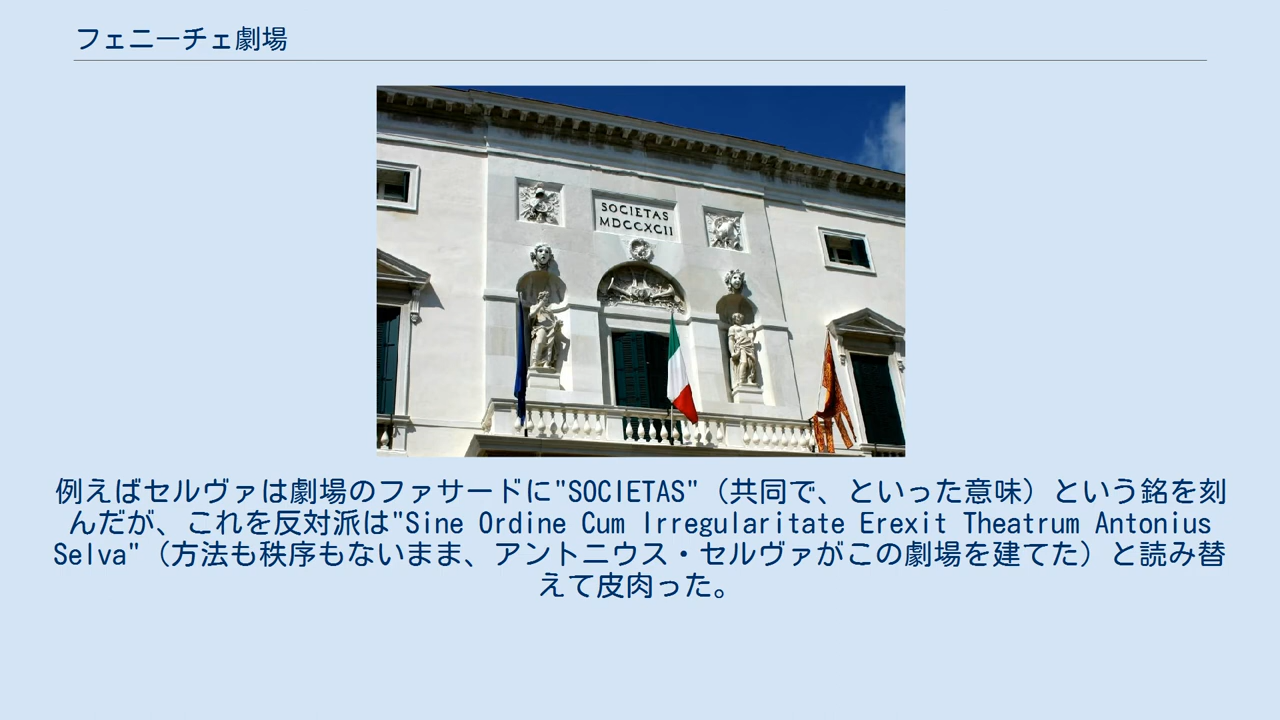 フェニーチェ劇場
SOCIETAS
MDCCXCII
例えばセルヴァは劇場のファサードに"SOCIETAS"（共同で、といった意味）という銘を刻
んだが、これを反対派は"Sine Ordine Cum Irregularitate Erexit Theatrum Antonius
Selva"（方法も秩序もないまま、アントニウス・セルヴァがこの劇場を建てた）と読み替
えて皮肉った。